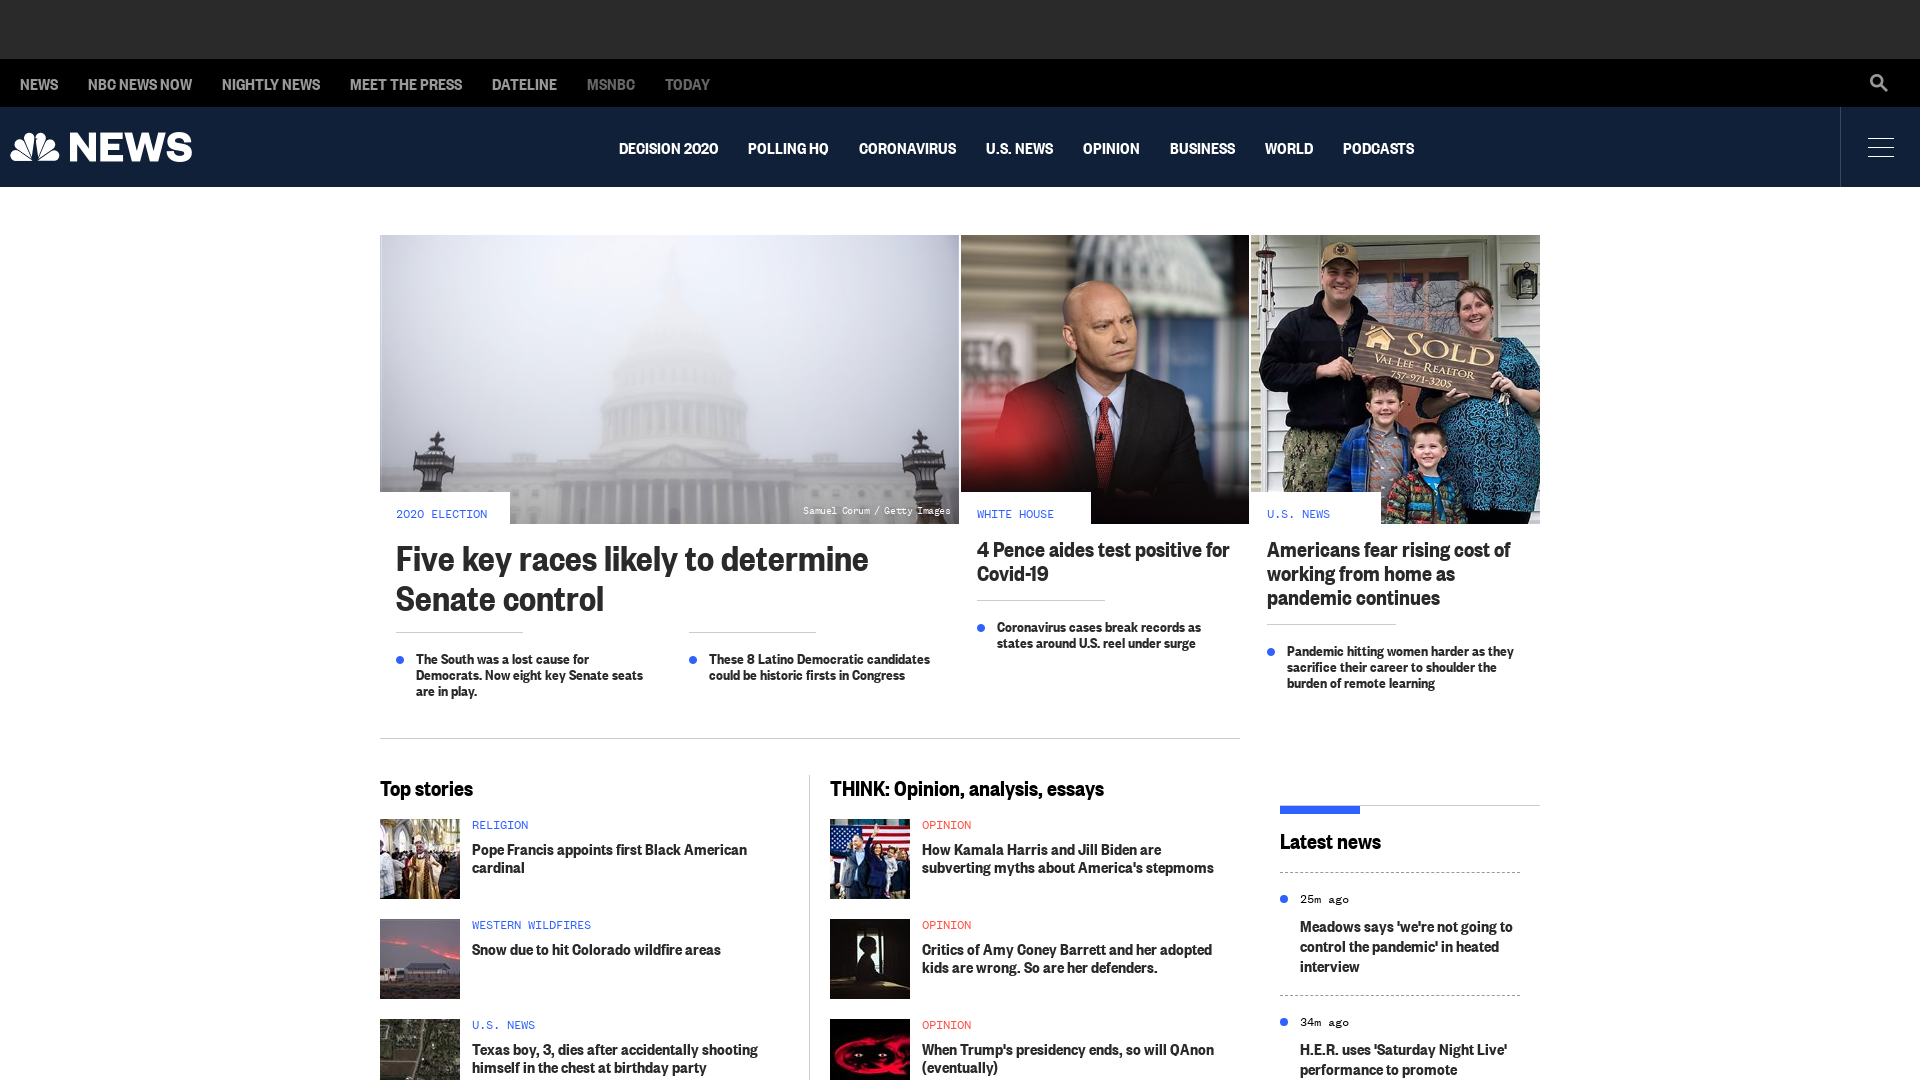 NEWS
NBC NEWS NOW
NIGHTLY NEWS
MEET THE PRESS
DATELINE
MSNBC
TODAY
NEWS
DECISION 2020
POLLING HQ
CORONAVIRUS
U.S. NEWS
OPINION
BUSINESS
WORLD
PODCASTS
Samuel Corum / Getty Images
2020 ELECTION
Five key races likely to determine
Senate control
The South was a lost cause for
Democrats. Now eight key Senate seats
are in play.
These 8 Latino Democratic candidates
could be historic firsts in Congress
WHITE HOUSE
4 Pence aides test positive for
Covid-19
Coronavirus cases break records as
states around U.S. reel under surge
SOLD
VAL LEE - REALTOR
757-971-3205
U.S. NEWS
Americans fear rising cost of
working from home as
pandemic continues
Pandemic hitting women harder as they
sacrifice their career to shoulder the
burden of remote learning
Top stories
RELIGION
Pope Francis appoints first Black American
cardinal
WESTERN WILDFIRES
Snow due to hit Colorado wildfire areas
U.S. NEWS
Texas boy, 3, dies after accidentally shooting
himself in the chest at birthday party
THINK: Opinion, analysis, essays
OPINION
How Kamala Harris and Jill Biden are
subverting myths about America's stepmoms
OPINION
Critics of Amy Coney Barrett and her adopted
kids are wrong. So are her defenders.
OPINION
When Trump's presidency ends, so will QAnon
(eventually)
Latest news
25m ago
Meadows says 'we're not going to
control the pandemic' in heated
interview
34m ago
H.E.R. uses 'Saturday Night Live'
performance to promote